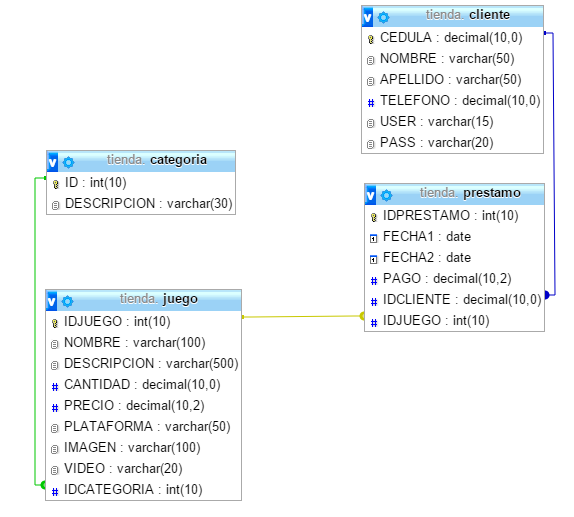 tienda. cliente
CEDULA : decimal(10,0)
NOMBRE : varchar(50)
APELLIDO : varchar(50)
TELEFONO : decimal(10,0)
USER : varchar(15)
PASS : varchar(20)
tienda. categoria
ID : int(10)
DESCRIPCION : varchar(30)
tienda. prestamo
IDPRESTAMO : int(10)
FECHA1 : date
FECHA2 : date
PAGO : decimal(10,2)
IDCLIENTE : decimal(10,0)
IDJUEGO : int(10)
tienda. juego
IDJUEGO : int(10)
NOMBRE : varchar(100)
DESCRIPCION : varchar(500)
CANTIDAD : decimal(10,0)
PRECIO : decimal(10,2)
PLATAFORMA : varchar(50)
IMAGEN : varchar(100)
VIDEO : varchar(20)
IDCATEGORIA : int(10)